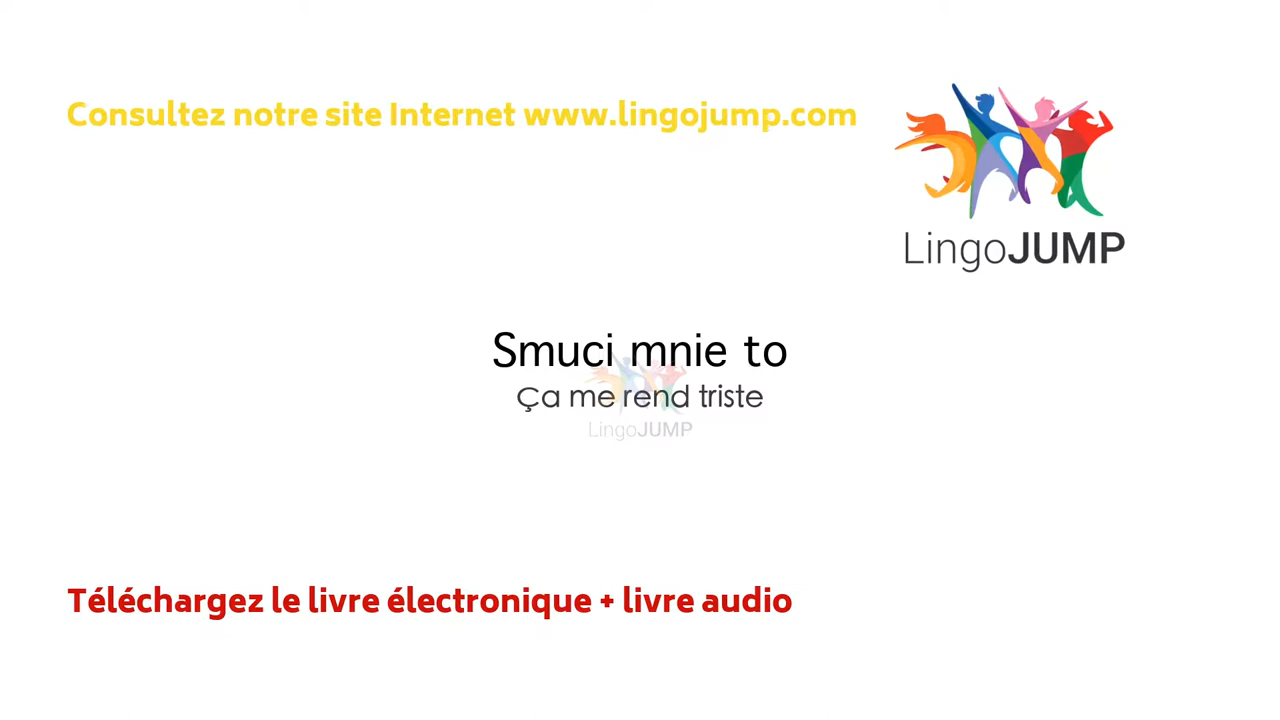 Consultez notre site Internet www.lingojump.com
LingoJUMP
Smuci mnie to
Ça me rend triste
LingoJUMP
Téléchargez le livre électronique + livre audio